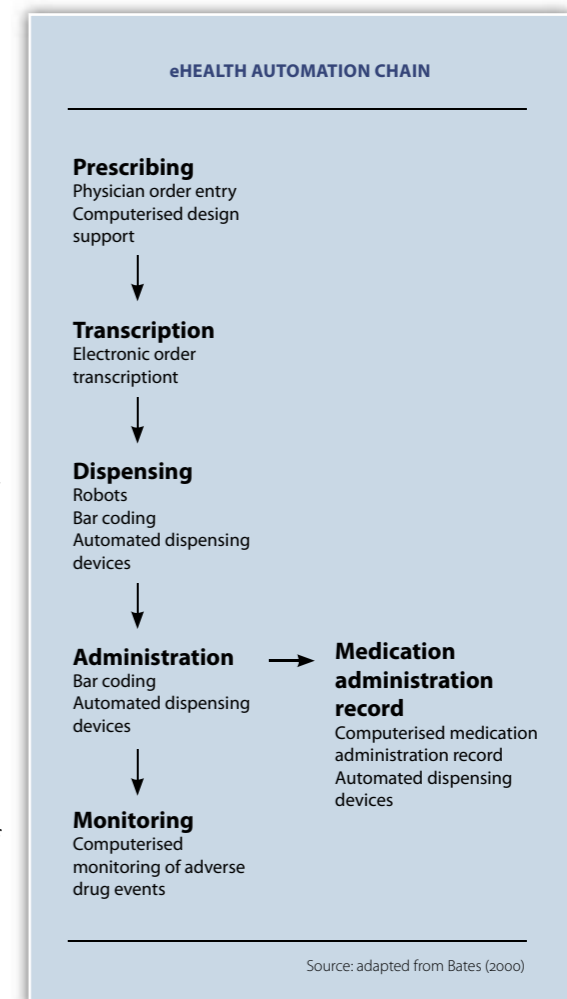 eHEALTH AUTOMATION CHAIN
Prescribing
Physician order entry
Computerised design
support
Transcription
Electronic order
transcriptiont
Dispensing
Robots
Bar coding
Automated dispensing
devices
Administration
Bar coding
Automated dispensing
devices
Medication
administration
record
Computerised medication
administration record
Automated dispensing
devices
Monitoring
Computerised
monitoring of adverse
drug events
Source: adapted from Bates (2000)